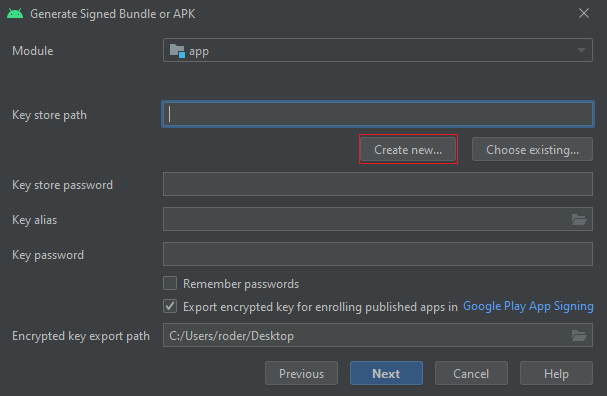 Generate Signed Bundle or APK
Module
app
Key store path
Create new...
Choose existing...
Key store password
Key alias
Key password
Remember passwords
Export encrypted key for enrolling published apps in Google Play App Signing
Encrypted key export path
C:/Users/roder/Desktop
Previous
Next
Cancel
Help